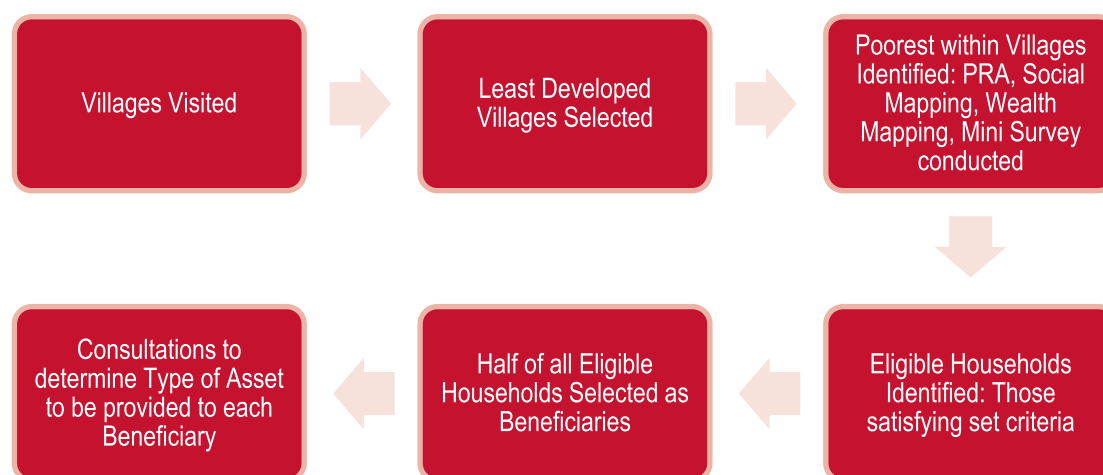 Villages Visited
Least Developed
Villages Selected
Poorest within Villages
Identified: PRA, Social
Mapping, Wealth
Mapping, Mini Survey
conducted
Eligible Households
Identified: Those
satisfying set criteria
Half of all Eligible
Households Selected as
Beneficiaries
Consultations to
determine Type of Asset
to be provided to each
Beneficiary